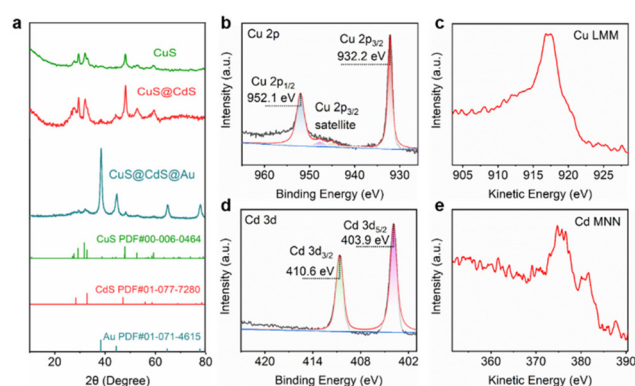 a
CuS
CuS@CdS
CuS@CdS@Au
CuS PDF#00-006-0464
CdS PDF#01-077-7280
Au PDF#01-071-4615
10 20 30 40 50 60 70 80
2θ (Degree)
b
Cu 2p
Cu 2p3/2
932.2 eV
Cu 2p1/2
952.1 eV
Cu 2p3/2
satellite
Intensity (a.u.)
960 950 940 930
Binding Energy (eV)
c
Cu LMM
Intensity (a.u.)
905 910 915 920 925
Kinetic Energy (eV)
d
Cd 3d
Cd 3d5/2
403.9 eV
Cd 3d3/2
410.6 eV
Intensity (a.u.)
420 414 408 402
Binding Energy (eV)
e
Cd MNN
Intensity (a.u.)
360 370 380 390
Kinetic Energy (eV)